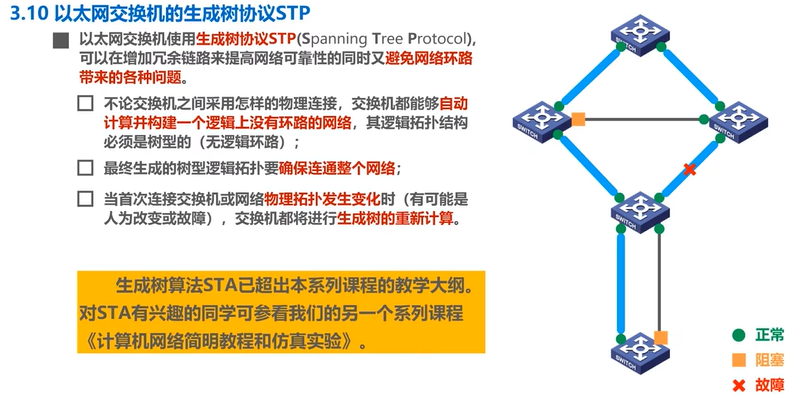 3.10 以太网交换机的生成树协议STP
以太网交换机使用生成树协议STP(Spanning Tree Protocol),
可以在增加冗余链路来提高网络可靠性的同时又避免网络环路
带来的各种问题。
不论交换机之间采用怎样的物理连接，交换机都能够自动
计算并构建一个逻辑上没有环路的网络，其逻辑拓扑结构
必须是树型的（无逻辑环路）；
最终生成的树型逻辑拓扑要确保连通整个网络；
当首次连接交换机或网络物理拓扑发生变化时（有可能是
人为改变或故障），交换机都将进行生成树的重新计算。
生成树算法STA已超出本系列课程的教学大纲。
对STA有兴趣的同学可参看我们的另一个系列课程
《计算机网络简明教程和仿真实验》。
SWITCH
SWITCH
SWITCH
SWITCH
SWITCH
正常
阻塞
故障